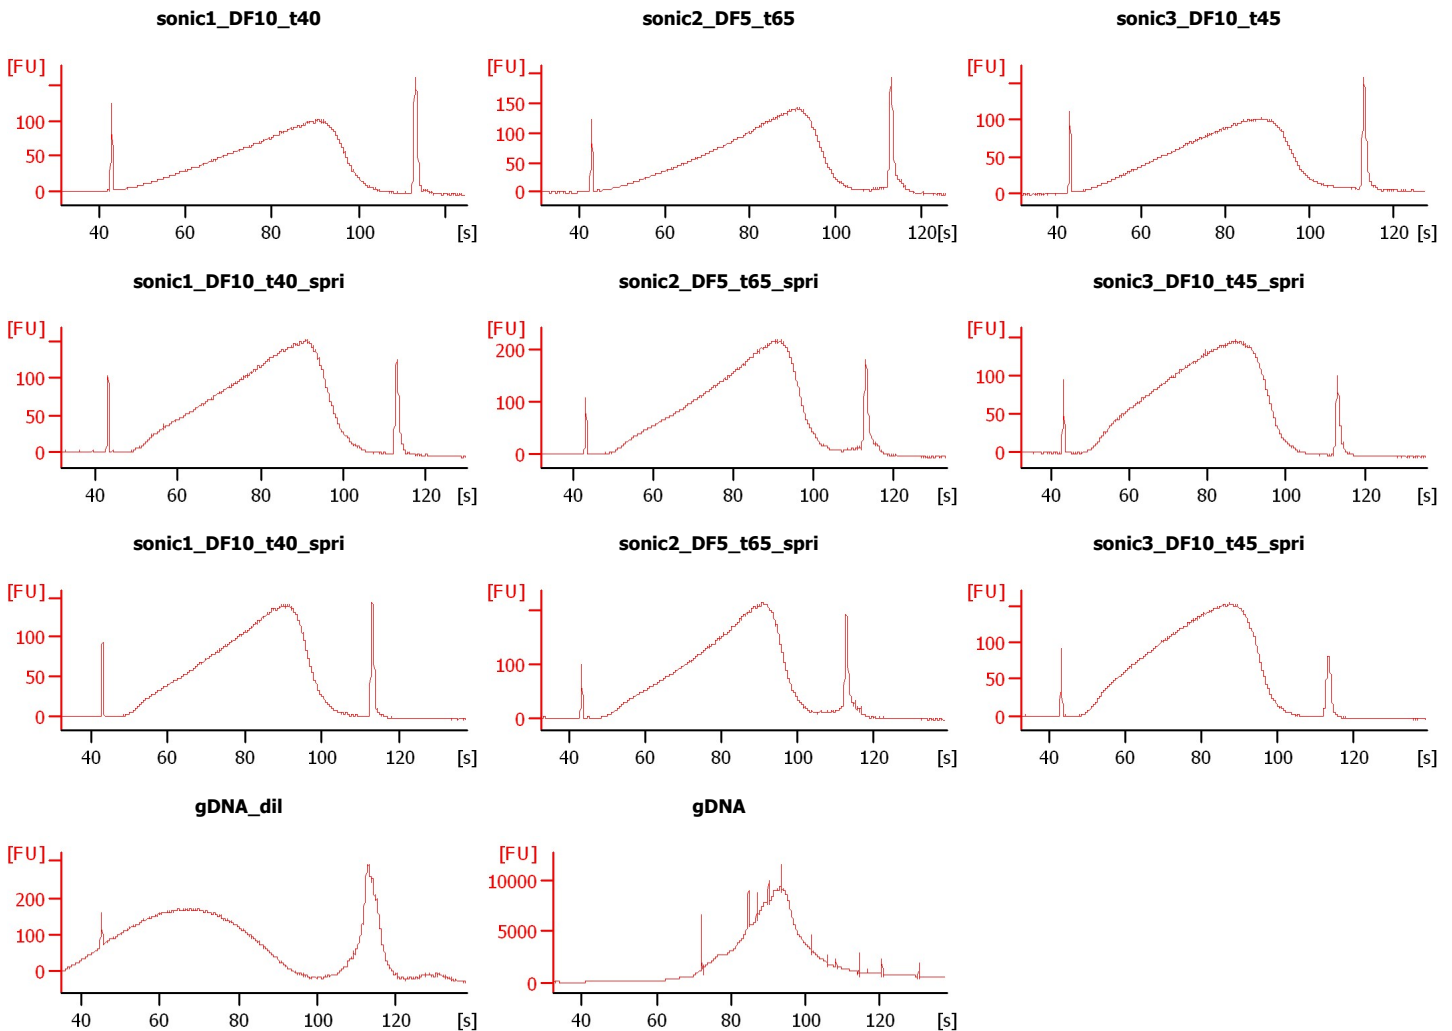 sonic1_DF10_t40
sonic2_DF5_t65
sonic3_DF10_t45
[FU]
100
50
0
40
60
80
100
[s]
[FU]
150
100
50
0
40
60
80
100
120[s]
[FU]
100
50
0
40
60
80
100
120
[s]
sonic1_DF10_t40_spri
sonic2_DF5_t65_spri
sonic3_DF10_t45_spri
[FU]
100
50
0
40
60
80
100
120
[s]
[FU]
200
100
0
40
60
80
100
120
[s]
[FU]
100
50
0
40
60
80
100
120
[s]
sonic1_DF10_t40_spri
sonic2_DF5_t65_spri
sonic3_DF10_t45_spri
[FU]
100
50
0
40
60
80
100
120
[s]
[FU]
100
0
40
60
80
100
120
[s]
[FU]
100
50
0
40
60
80
100
120
[s]
gDNA_dil
gDNA
[FU]
200
100
0
40
60
80
100
120
[s]
[FU]
10000
5000
0
40
60
80
100
120
[s]